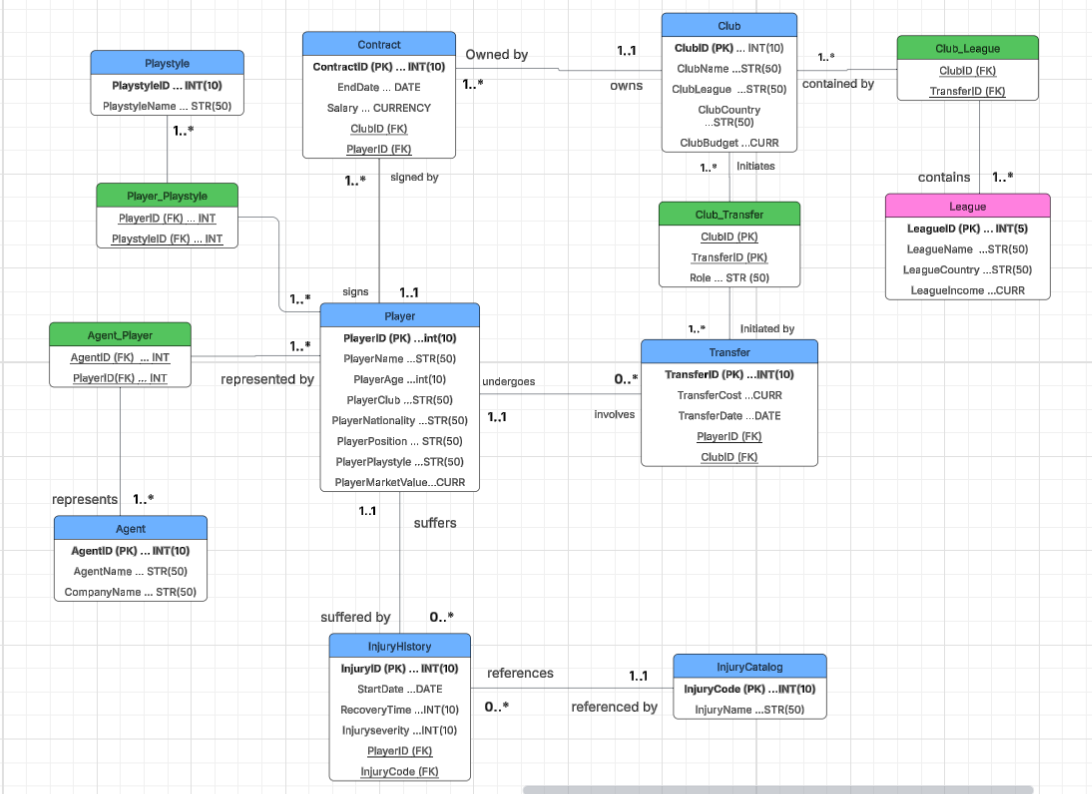 Playstyle
PlaystyleID ... INT(10)
PlaystyleName ... STR(50)
1..*
Contract
ContractID (PK) ... INT(10)
EndDate ... DATE
Salary ... CURRENCY
ClubID (FK)
PlayerID (FK)
Owned by
1..*
1..1
owns
Club
ClubID (PK) ... INT(10)
ClubName ...STR(50)
ClubLeague ...STR(50)
ClubCountry
...STR(50)
ClubBudget ...CURR
1..*
contained by
Club_League
ClubID (FK)
TransferID (FK)
contains
1..*
League
LeagueID (PK) ... INT(5)
LeagueName ...STR(50)
LeagueCountry ...STR(50)
LeagueIncome ...CURR
1..*
Initiates
Club_Transfer
ClubID (PK)
TransferID (PK)
Role ... STR (50)
1..*
Initiated by
Transfer
TransferID (PK) ...INT(10)
TransferCost ...CURR
TransferDate ...DATE
PlayerID (FK)
ClubID (FK)
Player_Playstyle
PlayerID (FK) ... INT
PlaystyleID (FK) ... INT
1..*
1..*
signed by
signs
1..1
Player
PlayerID (PK) ...int(10)
PlayerName ...STR(50)
PlayerAge ...int(10)
PlayerClub ...STR(50)
PlayerNationality ...STR(50)
PlayerPosition ... STR(50)
PlayerPlaystyle ...STR(50)
PlayerMarketValue...CURR
undergoes
1..1
0..*
involves
Agent_Player
AgentID (FK) ... INT
PlayerID(FK) ... INT
1..*
represented by
represents
1..*
Agent
AgentID (PK) ... INT(10)
AgentName ... STR(50)
CompanyName ... STR(50)
1..1
suffers
suffered by
0..*
InjuryHistory
InjuryID (PK) ... INT(10)
StartDate ...DATE
RecoveryTime ...INT(10)
Injuryseverity ...INT(10)
PlayerID (FK)
InjuryCode (FK)
references
0..*
1..1
referenced by
InjuryCatalog
InjuryCode (PK) ...INT(10)
InjuryName ...STR(50)